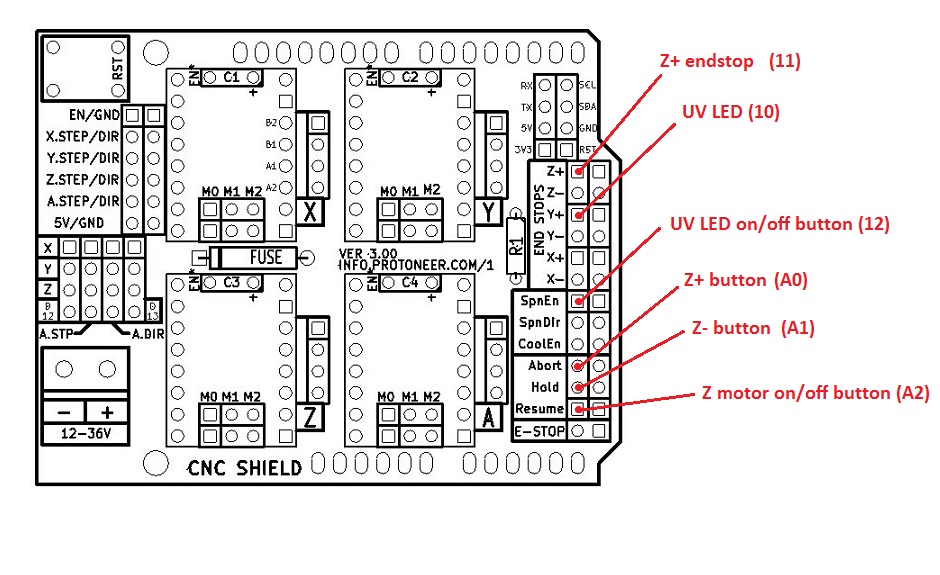 RST
EN/GND
X.STEP/DIR
Y.STEP/DIR
Z.STEP/DIR
A.STEP/DIR
5V/GND
X
Y
Z
D
12
D
13
A.STP
A.DIR
- +
12-36V
EN*
C1
+
B2
B1
A1
A2
M0 M1 M2
X
EN*
C2
+
M0 M1 M2
Y
FUSE
VER 3.00
INFO.PROTONEER.COM/1
EN*
C3
+
M0 M1 M2
Z
EN*
C4
+
M0 M1 M2
A
CNC SHIELD
RX SCL
TX SDA
5V GND
3V3 RST
R1
END STOPS
Z+
Z-
Y+
Y-
X+
X-
SpnEn
SpnDir
CoolEn
Abort
Hold
Resume
E-STOP
Z+ endstop (11)
UV LED (10)
UV LED on/off button (12)
Z+ button (A0)
Z- button (A1)
Z motor on/off button (A2)